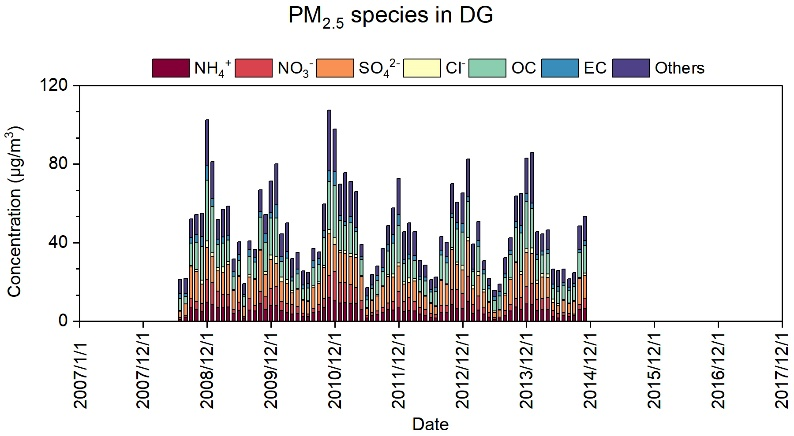 PM2.5 species in DG
NH4+ NO3- SO42- Cl- OC EC Others
Concentration (μg/m3)
120
80
40
0
2007/1/1 2007/12/1 2008/12/1 2009/12/1 2010/12/1 2011/12/1 2012/12/1 2013/12/1 2014/12/1 2015/12/1 2016/12/1 2017/12/1
Date